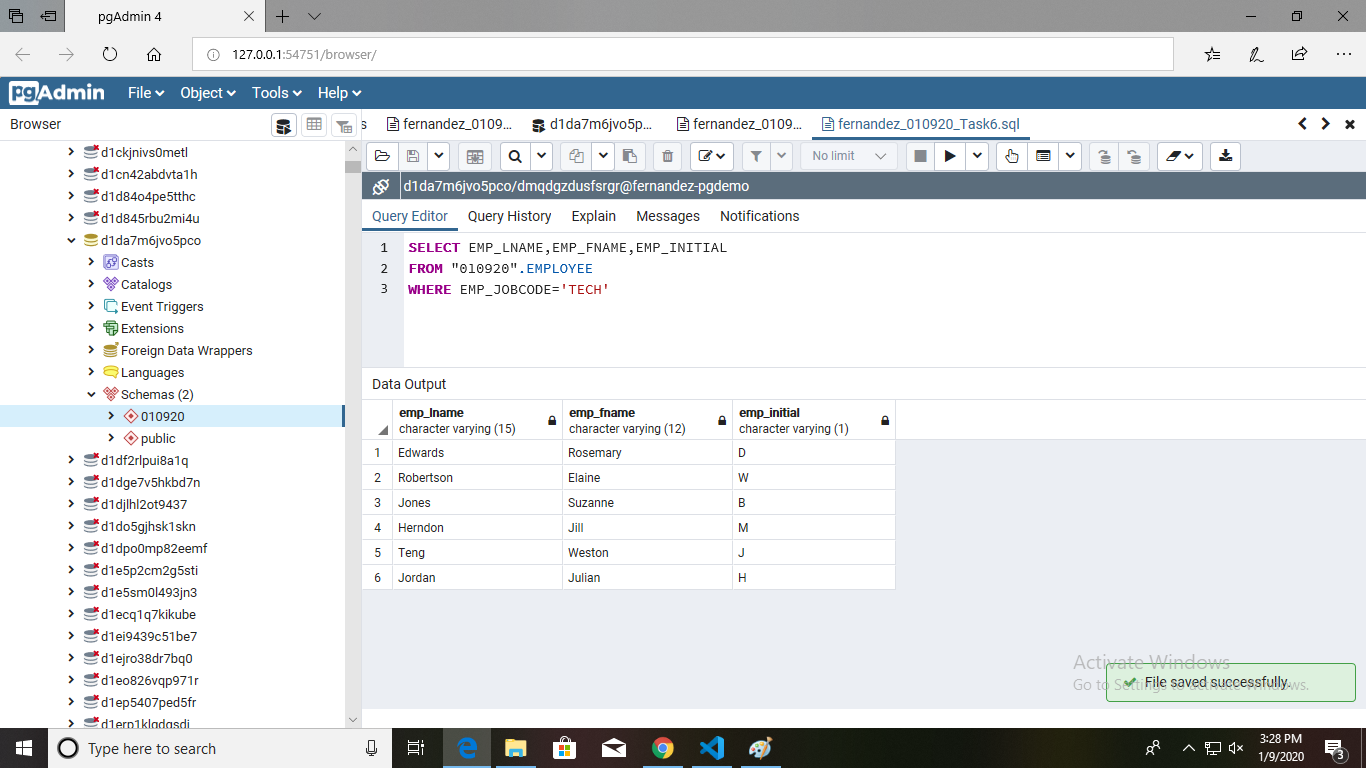 pgAdmin 4
127.0.0.1:54751/browser/
pgAdmin File Object Tools Help
Browser
s fernandez_0109... d1da7m6jvo5p... fernandez_0109... fernandez_010920_Task6.sql
No limit
d1da7m6jvo5pco/dmqdgzdusfsrgr@fernandez-pgdemo
Query Editor Query History Explain Messages Notifications
1 SELECT EMP_LNAME,EMP_FNAME,EMP_INITIAL
2 FROM "010920".EMPLOYEE
3 WHERE EMP_JOBCODE='TECH'
d1ckjnivs0metl
d1cn42abdvta1h
d1d84o4pe5tthc
d1d845rbu2mi4u
d1da7m6jvo5pco
Casts
Catalogs
Event Triggers
Extensions
Foreign Data Wrappers
Languages
Schemas (2)
010920
public
d1df2rlpui8a1q
d1dge7v5hkbd7n
d1djlhl2ot9437
d1do5gjhsk1skn
d1dpo0mp82eemf
d1e5p2cm2g5sti
d1e5sm0l493jn3
d1ecq1q7kikube
d1ei9439c51be7
d1ejro38dr7bq0
d1eo826vqp971r
d1ep5407ped5fr
Data Output
emp_lname emp_fname emp_initial
character varying (15) character varying (12) character varying (1)
1 Edwards Rosemary D
2 Robertson Elaine W
3 Jones Suzanne B
4 Herndon Jill M
5 Teng Weston J
6 Jordan Julian H
Activate Windows
Go to Settings to activate Windows.
File saved successfully.
Type here to search
3:28 PM
1/9/2020
3